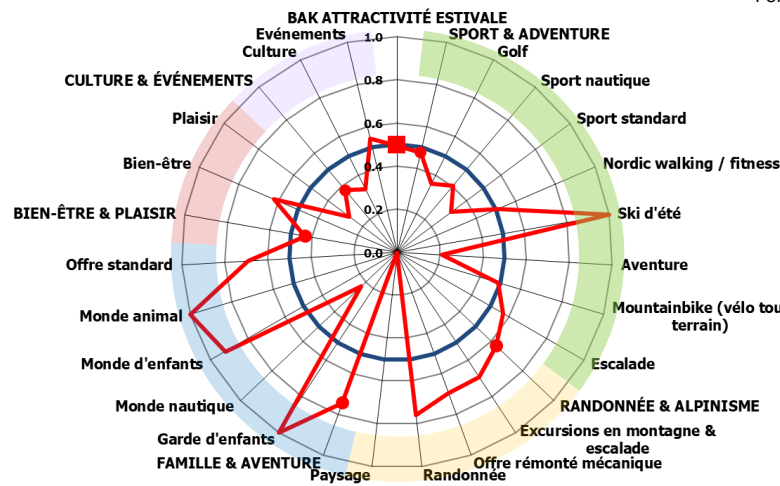 BAK ATTRACTIVITÉ ESTIVALE
SPORT & ADVENTURE
Golf
Sport nautique
Sport standard
Nordic walking / fitness
Ski d'été
Aventure
Mountainbike (vélo tou
terrain)
Escalade
RANDONNÉE & ALPINISME
Excursions en montagne &
escalade
Offre rémonté mécanique
Randonnée
Paysage
FAMILLE & AVENTURE
Garde d'enfants
Monde nautique
Monde d'enfants
Monde animal
Offre standard
BIEN-ÊTRE & PLAISIR
Bien-être
Plaisir
CULTURE & ÉVÉNEMENTS
Culture
Evénements
1.0
0.8
0.6
0.4
0.2
0.0